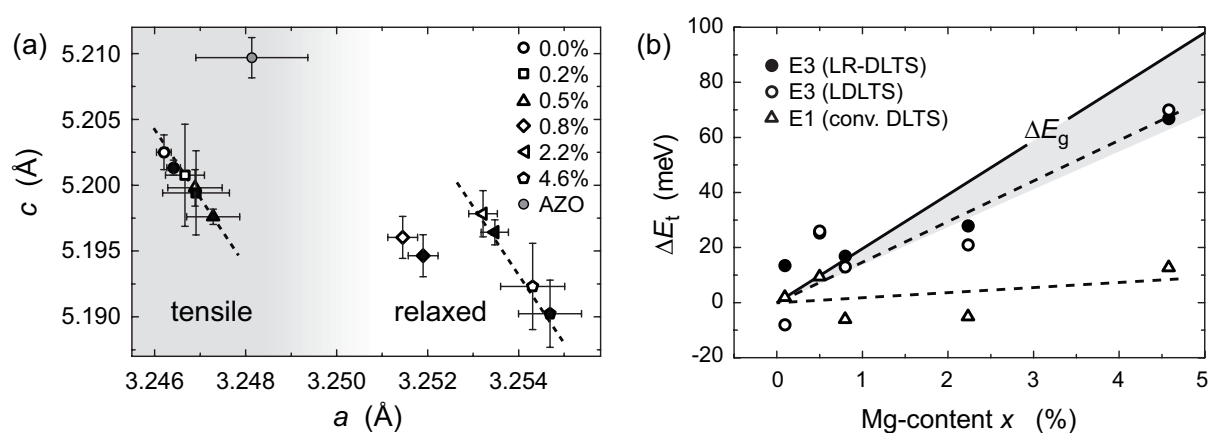 (a)
5.210
5.205
5.200
5.195
5.190
c (Å)
0.0%
0.2%
0.5%
0.8%
2.2%
4.6%
AZO
tensile
relaxed
3.246
3.248
3.250
3.252
3.254
a (Å)
(b)
100
80
60
40
20
0
-20
ΔEt (meV)
E3 (LR-DLTS)
E3 (LDLTS)
E1 (conv. DLTS)
ΔEg
0
1
2
3
4
5
Mg-content x (%)